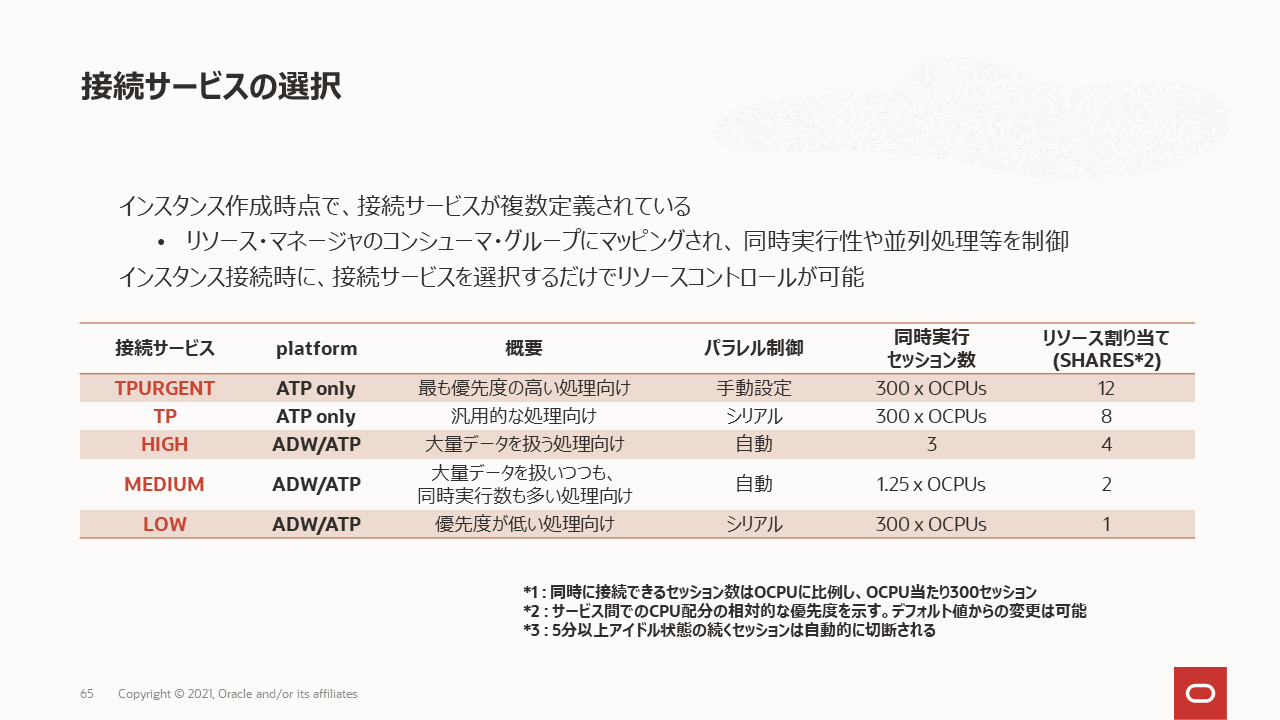 接続サービスの選択
インスタンス作成時点で、接続サービスが複数定義されている
• リソース・マネージャのコンシューマ・グループにマッピングされ、同時実行性や並列処理等を制御
インスタンス接続時に、接続サービスを選択するだけでリソースコントロールが可能
接続サービス platform 概要 パラレル制御 同時実行 セッション数 リソース割り当て (SHARES*2)
TPURGENT ATP only 最も優先度の高い処理向け 手動設定 300 x OCPUs 12
TP ATP only 汎用的な処理向け シリアル 300 x OCPUs 8
HIGH ADW/ATP 大量データを扱う処理向け 自動 3 4
MEDIUM ADW/ATP 大量データを扱いつつも、 同時実行数も多い処理向け 自動 1.25 x OCPUs 2
LOW ADW/ATP 優先度が低い処理向け シリアル 300 x OCPUs 1
*1 : 同時に接続できるセッション数はOCPUに比例し、OCPU当たり300セッション
*2 : サービス間でのCPU配分の相対的な優先度を示す。デフォルト値からの変更は可能
*3 : 5分以上アイドル状態の続くセッションは自動的に切断される
65 Copyright © 2021, Oracle and/or its affiliates